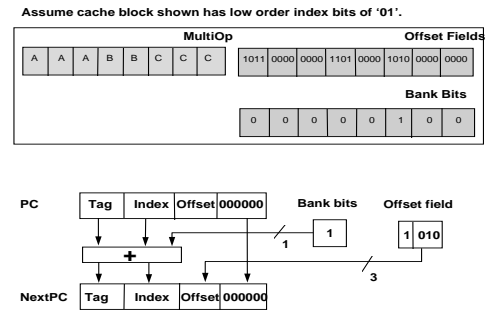 Assume cache block shown has low order index bits of '01'.
MultiOp Offset Fields
A A A B B C C C 1011 0000 0000 1101 0000 1010 0000 0000
Bank Bits
0 0 0 0 0 1 0 0
PC Tag Index Offset 000000 Bank bits Offset field
1 1 010
+ 1
3
NextPC Tag Index Offset 000000